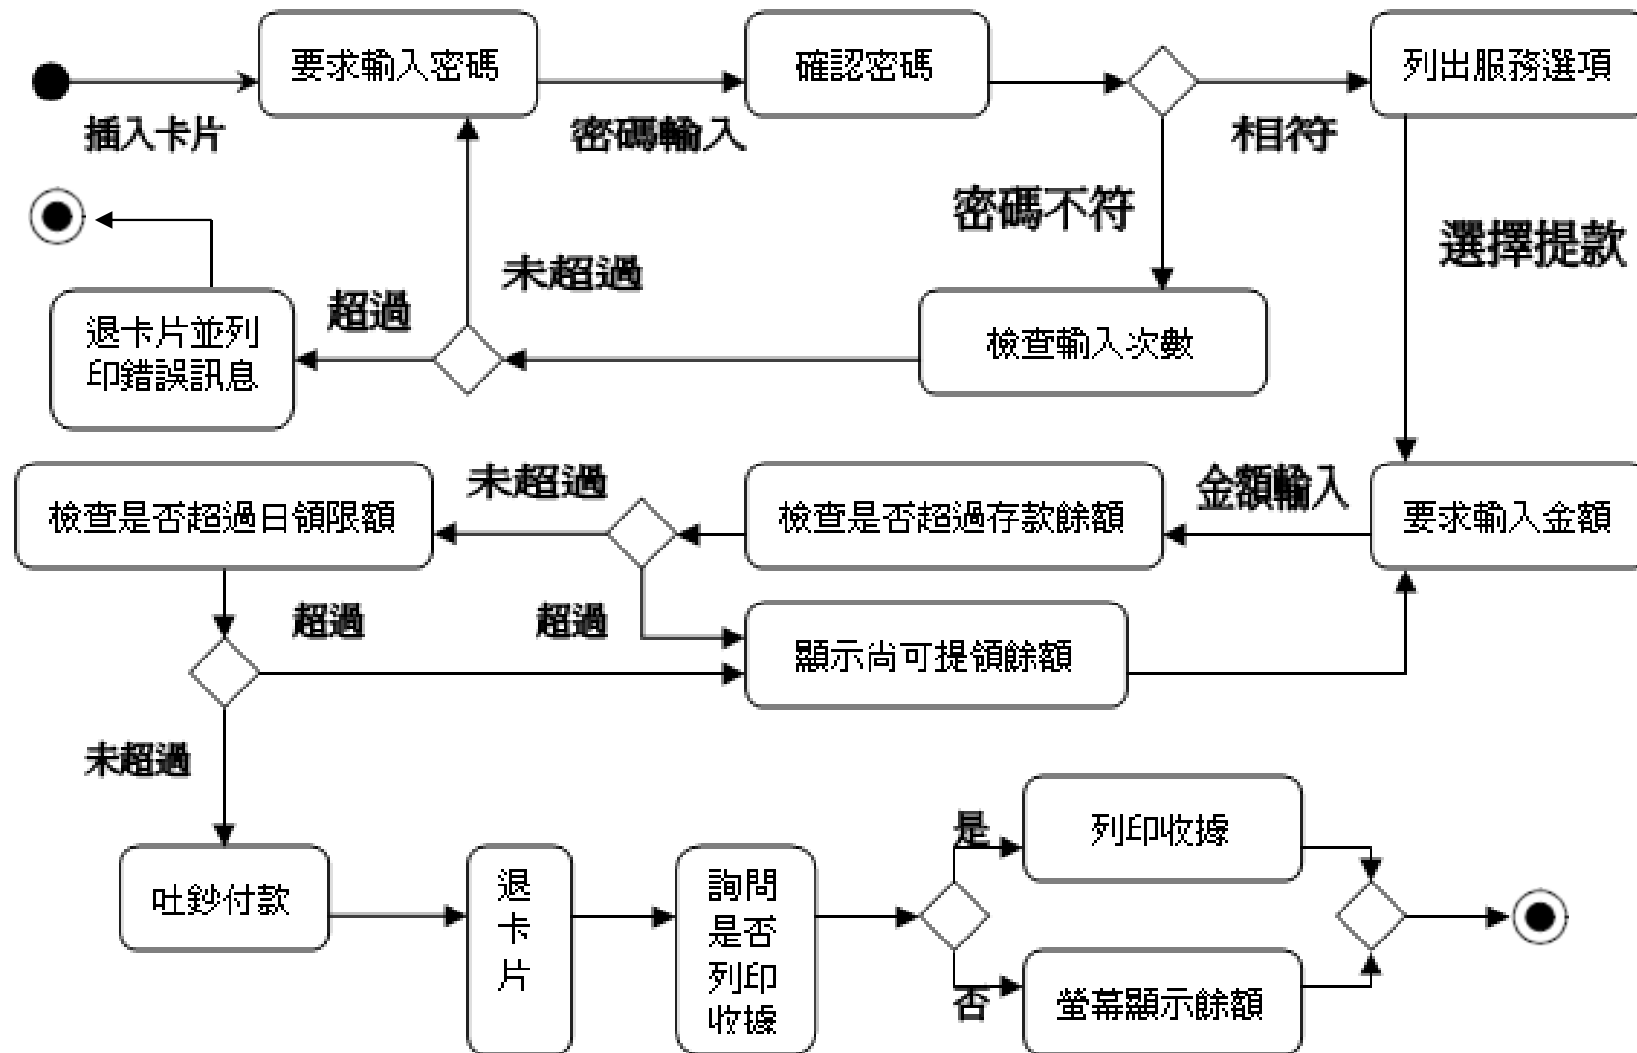 要求輸入密碼
確認密碼
列出服務選項
插入卡片
密碼輸入
相符
密碼不符
選擇提款
未超過
超過
退卡片並列
印錯誤訊息
檢查輸入次數
未超過
金額輸入
檢查是否超過日領限額
檢查是否超過存款餘額
要求輸入金額
超過
超過
顯示尚可提領餘額
未超過
是
列印收據
吐鈔付款
退
卡
片
詢問
是否
列印
收據
否
螢幕顯示餘額